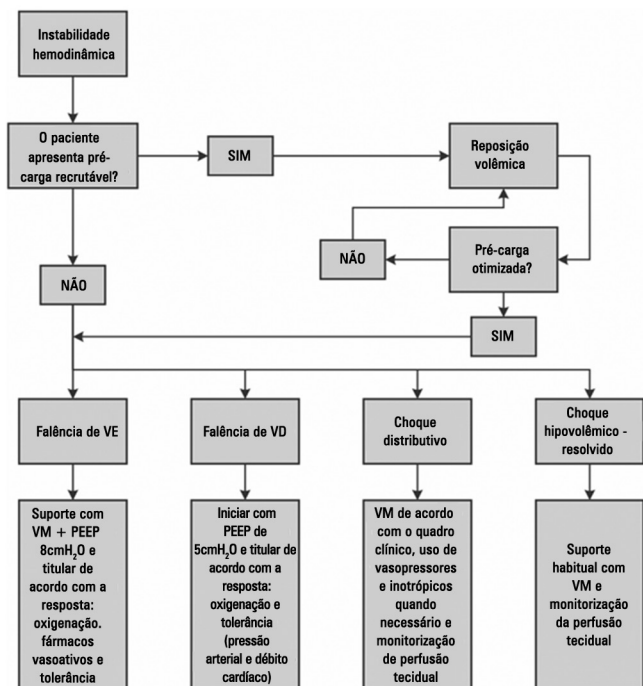 Instabilidade
hemodinâmica
O paciente
apresenta pré-
carga recrutável?
SIM
Reposição
volêmica
NÃO
Pré-carga
otimizada?
NÃO
SIM
Falência de VE
Falência de VD
Choque
distributivo
Choque
hipovolêmico -
resolvido
Suporte com
VM + PEEP
8cmH₂O e
titular de
acordo com a
resposta:
oxigenação.
fármacos
vasoativos e
tolerância
Iniciar com
PEEP de
5cmH₂O e titular de
acordo com a
resposta:
oxigenação e
tolerância
(pressão
arterial e débito
cardíaco)
VM de acordo
com o quadro
clínico, uso de
vasopressores
e inotrópicos
quando
necessário e
monitorização
de perfusão
tecidual
Suporte
habitual com
VM e
monitorização
da perfusão
tecidual